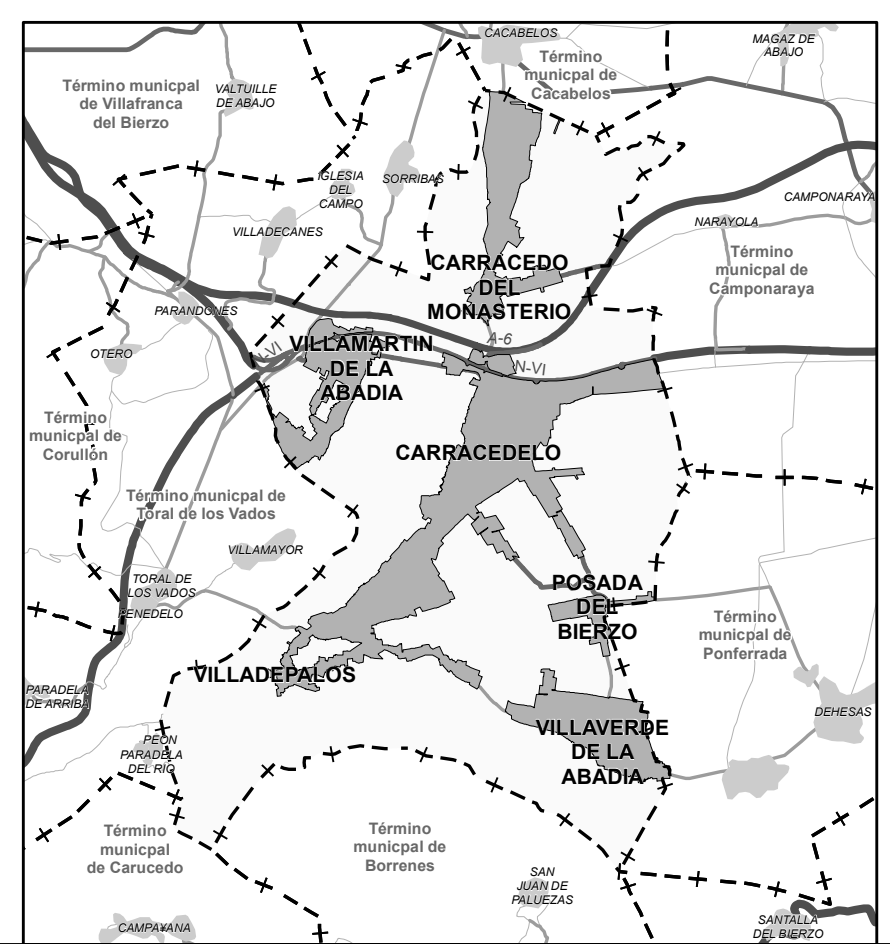 CACABELOS
MAGAZ DE
ABAJO
Término
municpal de
Cacabelos
Término municpal
de Villafranca
del Bierzo
VALTUILLE
DE ABAJO
IGLESIA
DEL
CAMPO
SORRIBAS
CAMPONARAYA
NARAYOLA
VILLADECANES
Término
municpal de
Camponaraya
CARRACEDO
DEL
MONASTERIO
PARANDONES
A-6
N-VI
VILLAMARTIN
DE LA
ABADIA
OTERO
N-VI
Término
municpal de
Corullón
CARRACEDELO
Término municpal de
Toral de los Vados
VILLAMAYOR
TORAL DE
LOS VADOS
PENEDELO
POSADA
DEL
BIERZO
Término
municpal de
Ponferrada
VILLADEPALOS
PARADELA
DE ARRIBA
DEHESAS
VILLAVERDE
DE LA
ABADIA
PEON
PARADELA
DEL RIO
Término
municpal
de Carucedo
Término
municpal de
Borrenes
SAN
JUAN DE
PALUEZAS
CAMPA¥ANA
SANTALLA
DEL BIERZO